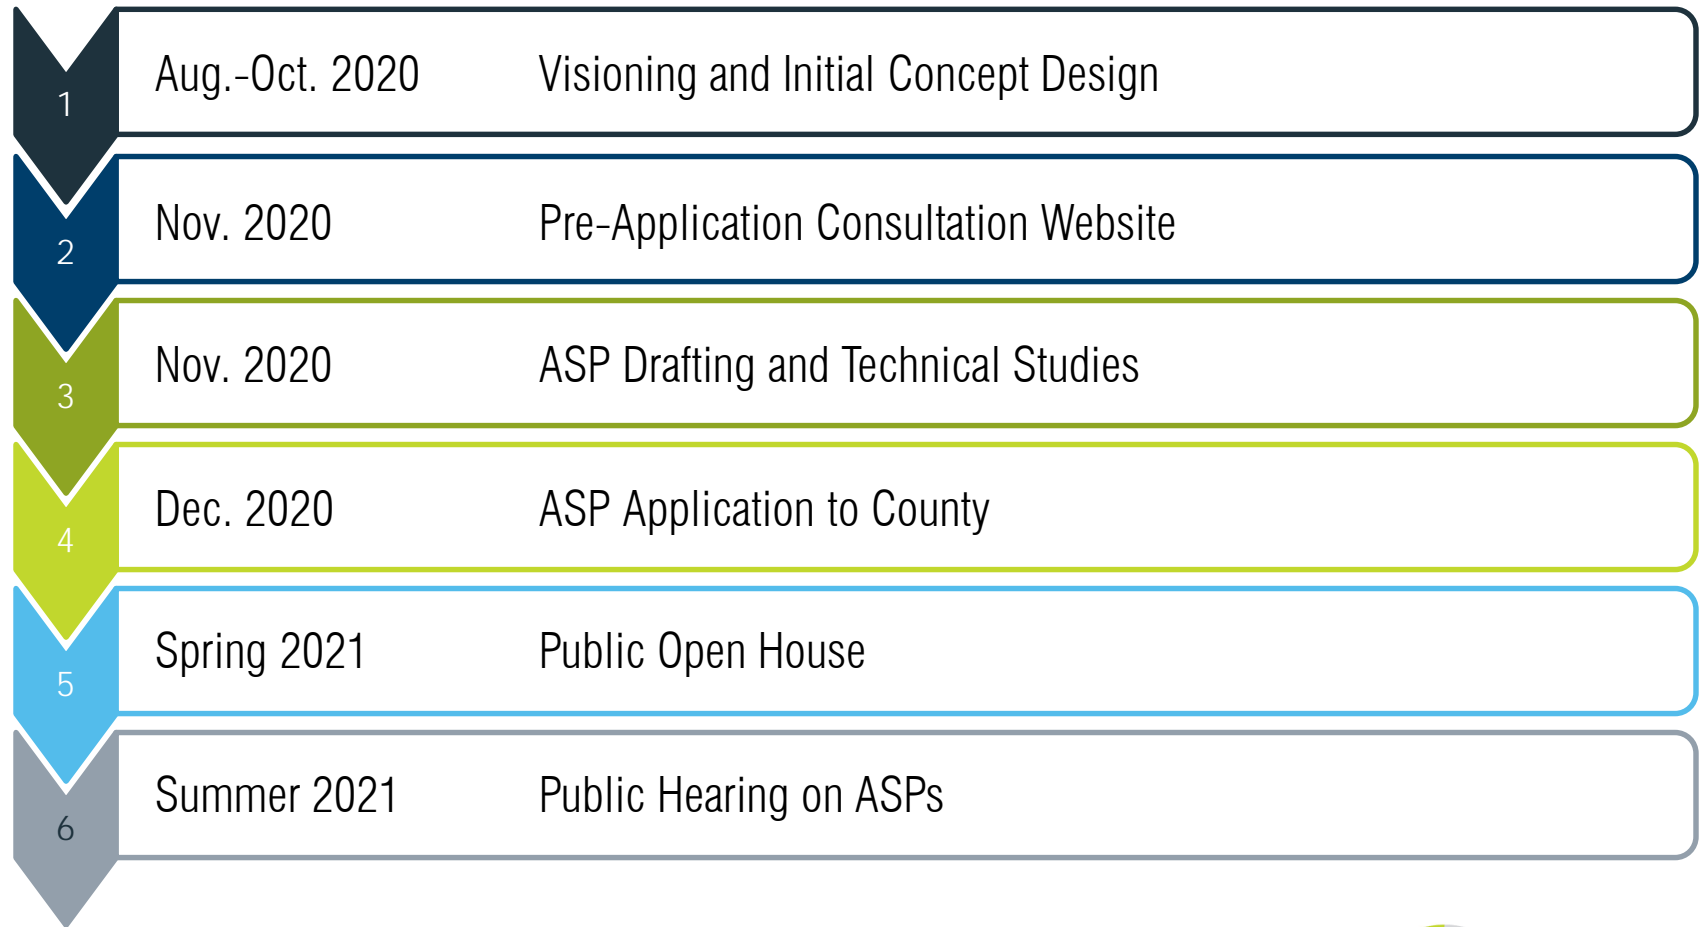 1 Aug.-Oct. 2020 Visioning and Initial Concept Design
2 Nov. 2020 Pre-Application Consultation Website
3 Nov. 2020 ASP Drafting and Technical Studies
4 Dec. 2020 ASP Application to County
5 Spring 2021 Public Open House
6 Summer 2021 Public Hearing on ASPs